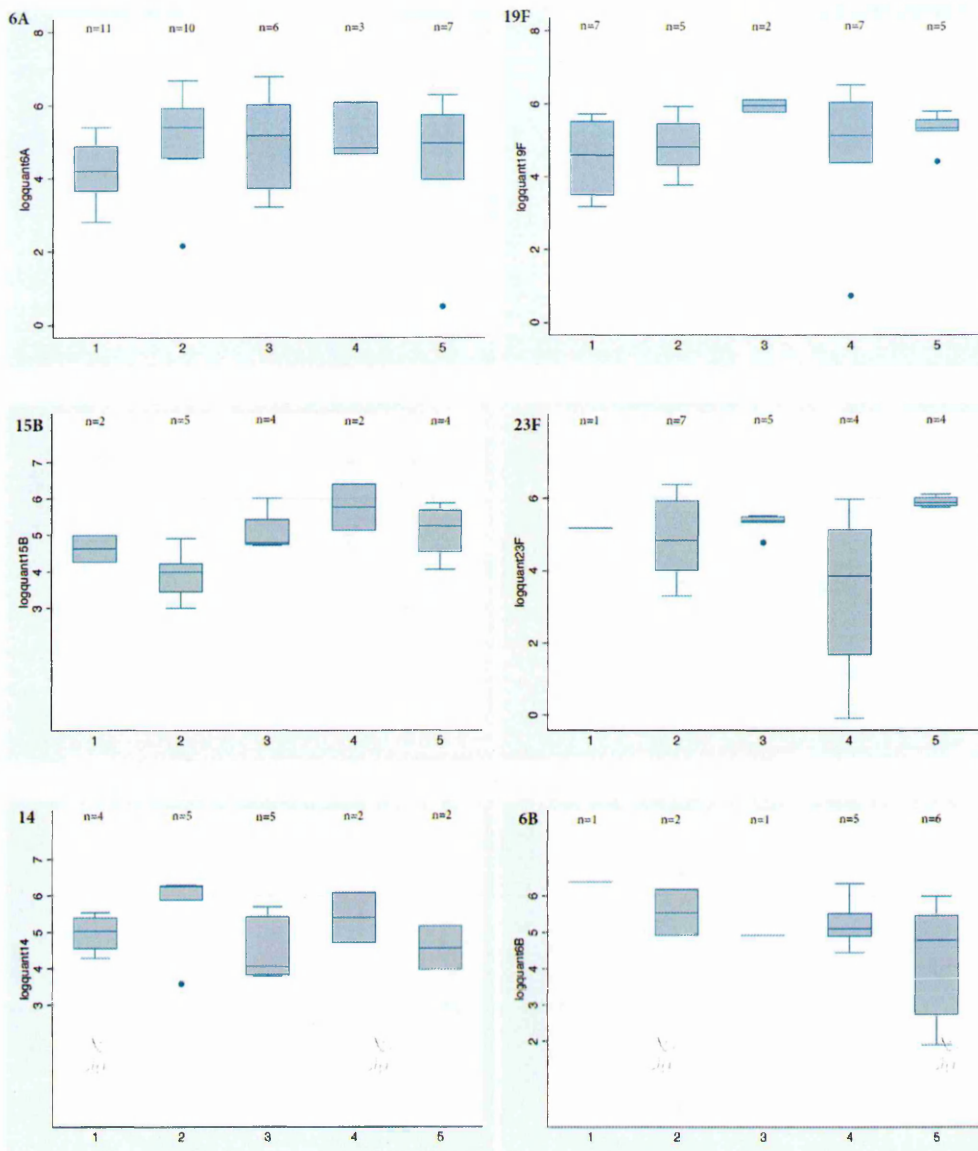 6A
n=11 n=10 n=6 n=3 n=7
8
6
4
2
0
logquant6A
1 2 3 4 5
19F
n=7 n=5 n=2 n=7 n=5
8
6
4
2
0
logquant19F
1 2 3 4 5
15B
n=2 n=5 n=4 n=2 n=4
7
6
5
4
3
logquant15B
1 2 3 4 5
23F
n=1 n=7 n=5 n=4 n=4
6
4
2
0
logquant23F
1 2 3 4 5
14
n=4 n=5 n=5 n=2 n=2
7
6
5
4
3
logquant14
1 2 3 4 5
6B
n=1 n=2 n=1 n=5 n=6
7
6
5
4
3
2
logquant6B
1 2 3 4 5